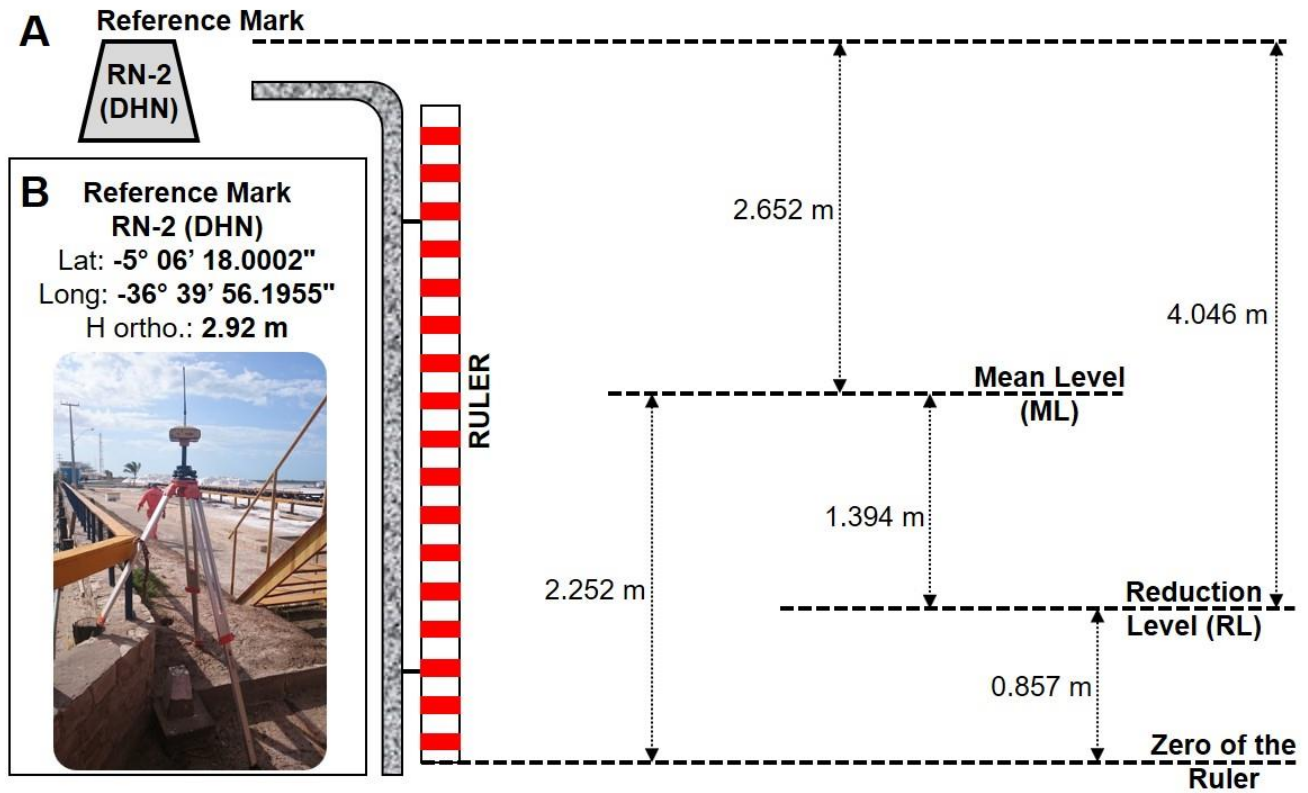 A
Reference Mark
RN-2
(DHN)
B
Reference Mark
RN-2 (DHN)
Lat: -5° 06’ 18.0002"
Long: -36° 39’ 56.1955"
H ortho.: 2.92 m
RULER
2.652 m
4.046 m
Mean Level
(ML)
1.394 m
2.252 m
Reduction
Level (RL)
0.857 m
Zero of the
Ruler